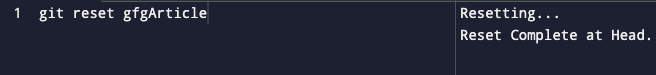 1 git reset gfgArticle
Resetting...
Reset Complete at Head.